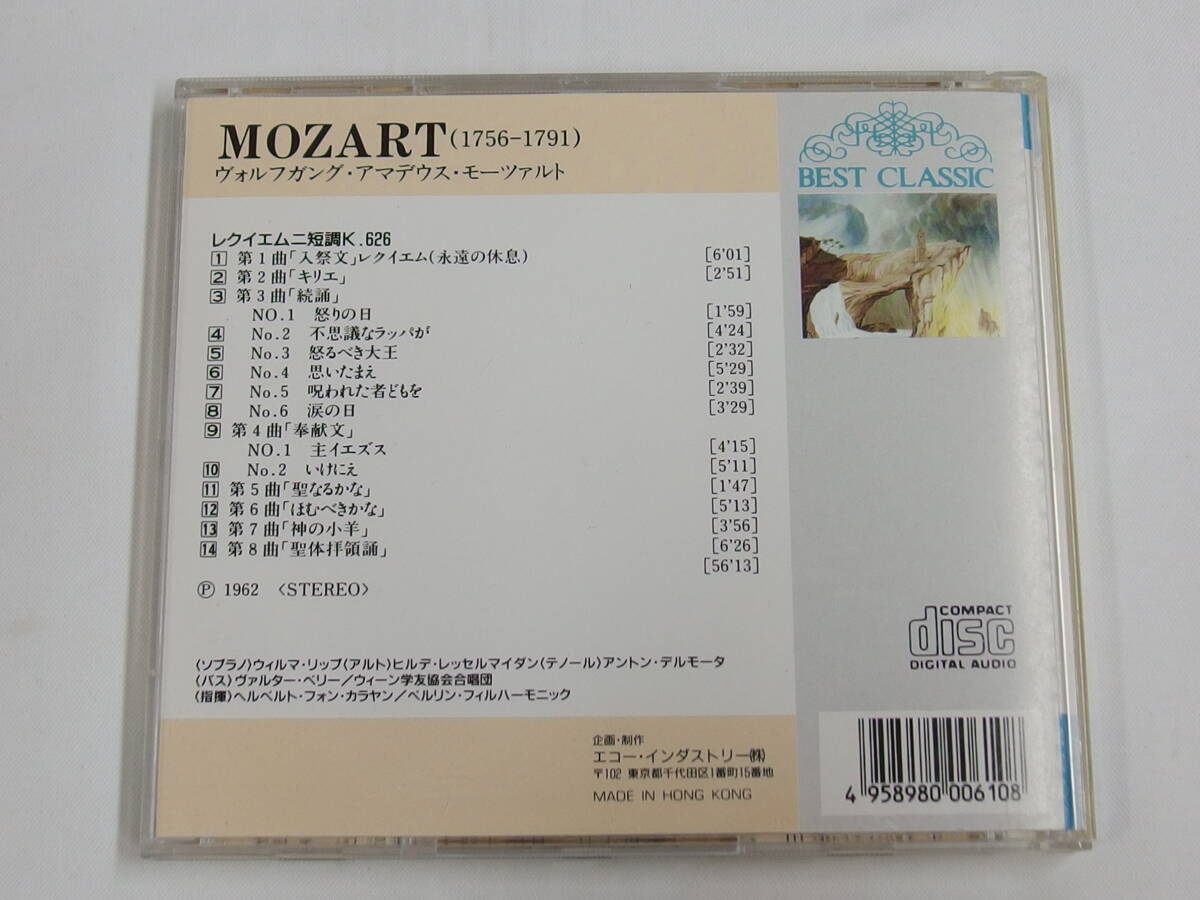 MOZART(1756-1791)
ヴォルフガング・アマデウス・モーツァルト
レクイエムニ短調K.626
1 第1曲「入祭文」レクイエム(永遠の休息) [6'01]
2 第2曲「キリエ」 [2'51]
3 第3曲「続誦」
NO.1 怒りの日 [1'59]
4 No.2 不思議なラッパが [4'24]
5 No.3 怒るべき大王 [2'32]
6 No.4 思いたまえ [5'29]
7 No.5 呪われた者どもを [2'39]
8 No.6 涙の日 [3'29]
9 第4曲「奉献文」
NO.1 主イエズス [4'15]
10 No.2 いけにえ [5'11]
11 第5曲「聖なるかな」 [1'47]
12 第6曲「ほむべきかな」 [5'13]
13 第7曲「神の小羊」 [3'56]
14 第8曲「聖体拝領誦」 [6'26]
[56'13]
Ⓟ 1962 〈STEREO〉
(ソプラノ)ウィルマ・リップ(アルト)ヒルデ・レッセルマイダン(テノール)アントン・デルモータ
(バス)ヴァルター・ベリー/ウィーン学友協会合唱団
(指揮)ヘルベルト・フォン・カラヤン/ベルリン・フィルハーモニック
企画・制作
エコー・インダストリー㈱
〒102 東京都千代田区1番町15番地
MADE IN HONG KONG
BEST CLASSIC
COMPACT
disc
DIGITAL AUDIO
4 958980 006108